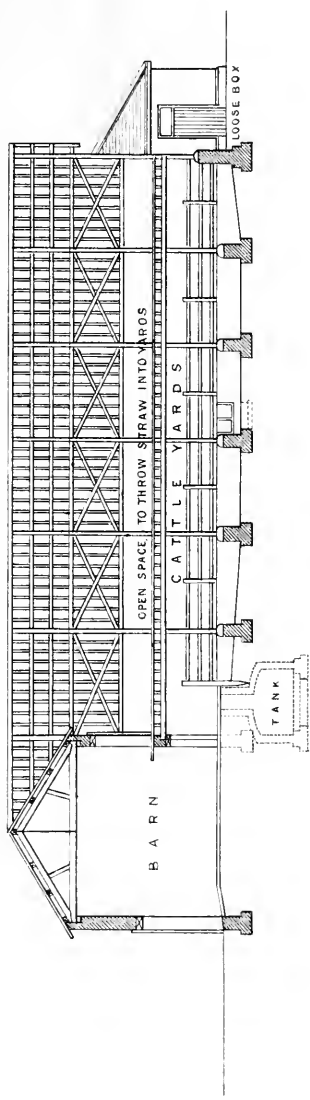 BARN
OPEN SPACE, TO THROW STRAW INTO YARDS
CATTLE YARDS
LOOSE BOX
TANK